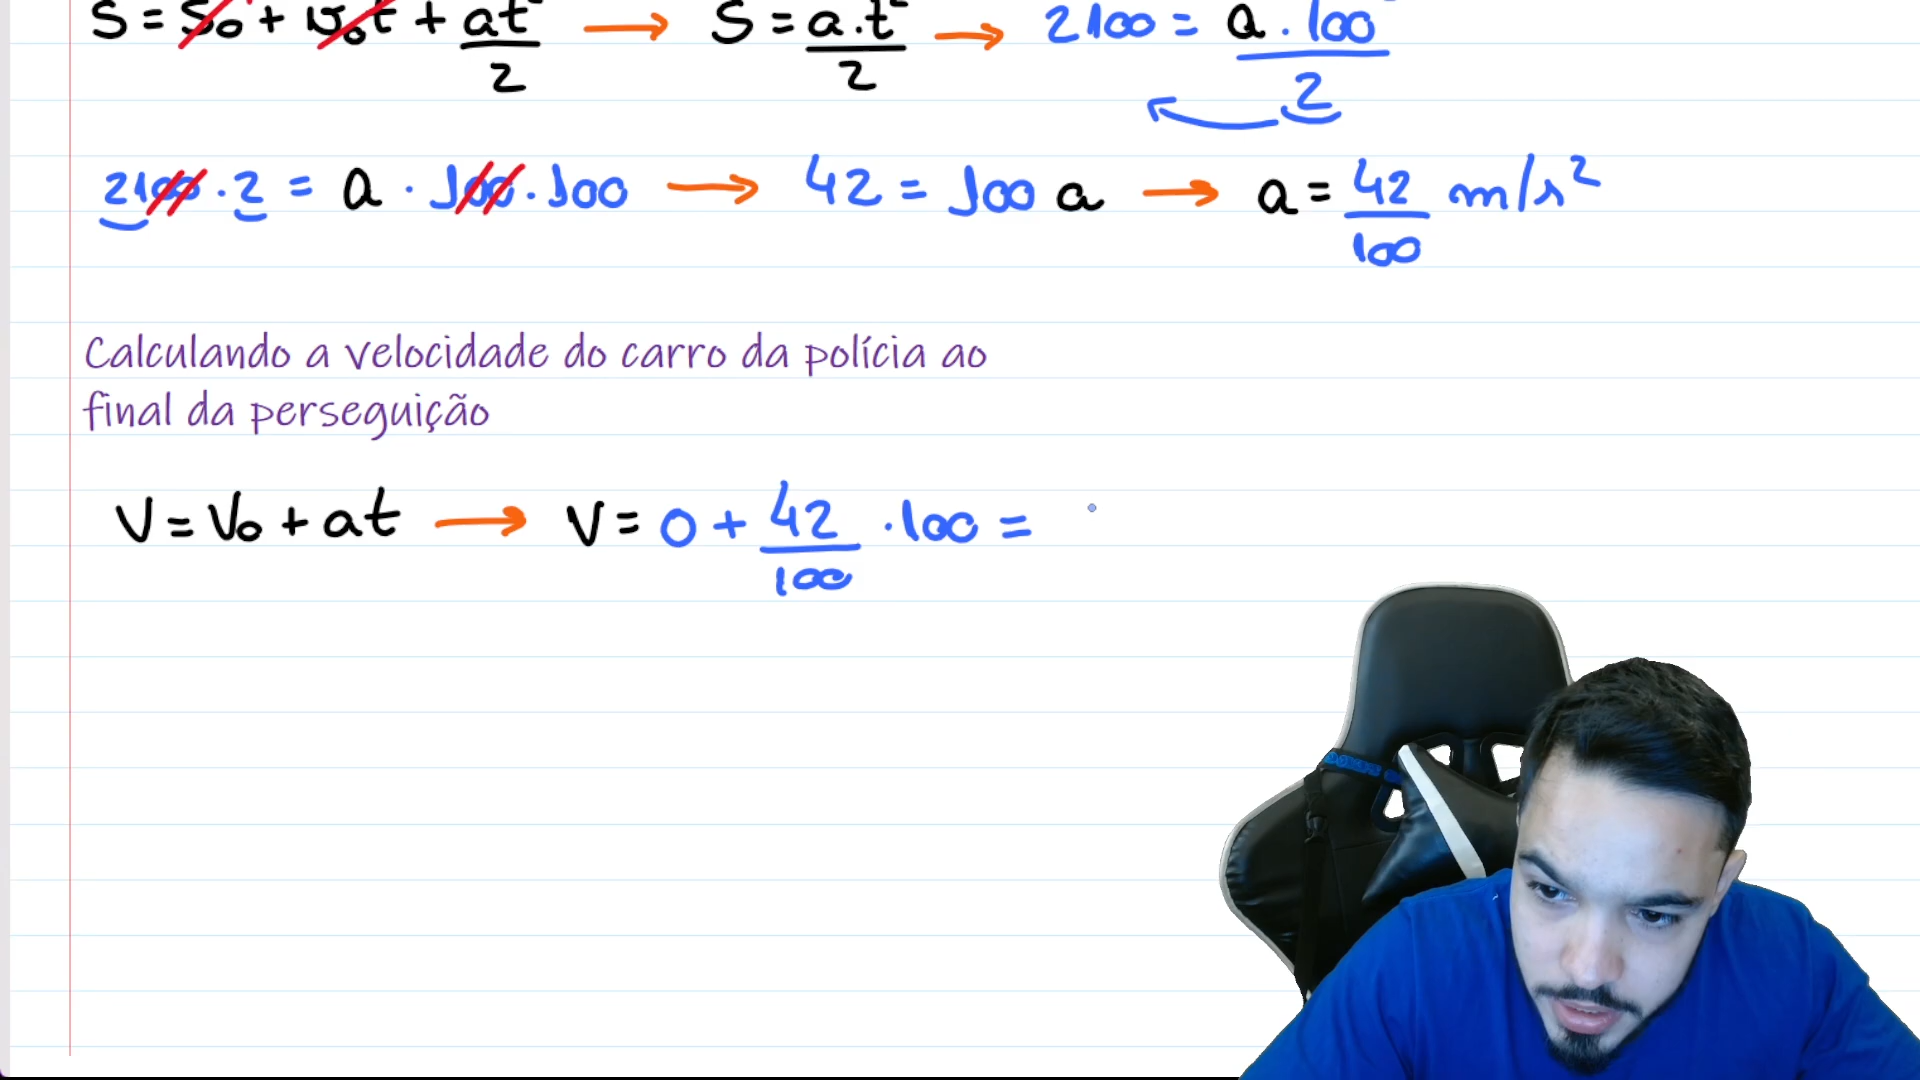 S = S₀ + v₀t + at²/2 → S = a.t²/2 → 2100 = a . 100²/2
2100 . 2 = a . 100 . 100 → 42 = 100 a → a = 42/100 m/s²
Calculando a velocidade do carro da polícia ao
final da perseguição
V = V₀ + at → V = 0 + 42/100 . 100 =